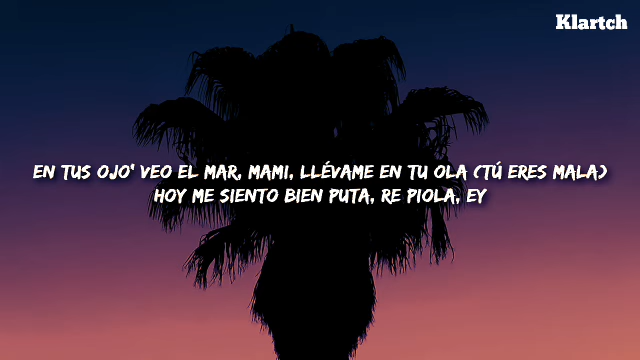 Klartch
EN TUS OJO' VEO EL MAR, MAMI, LLÉVAME EN TU OLA (TÚ ERES MALA)
HOY ME SIENTO BIEN PUTA, RE PIOLA, EY